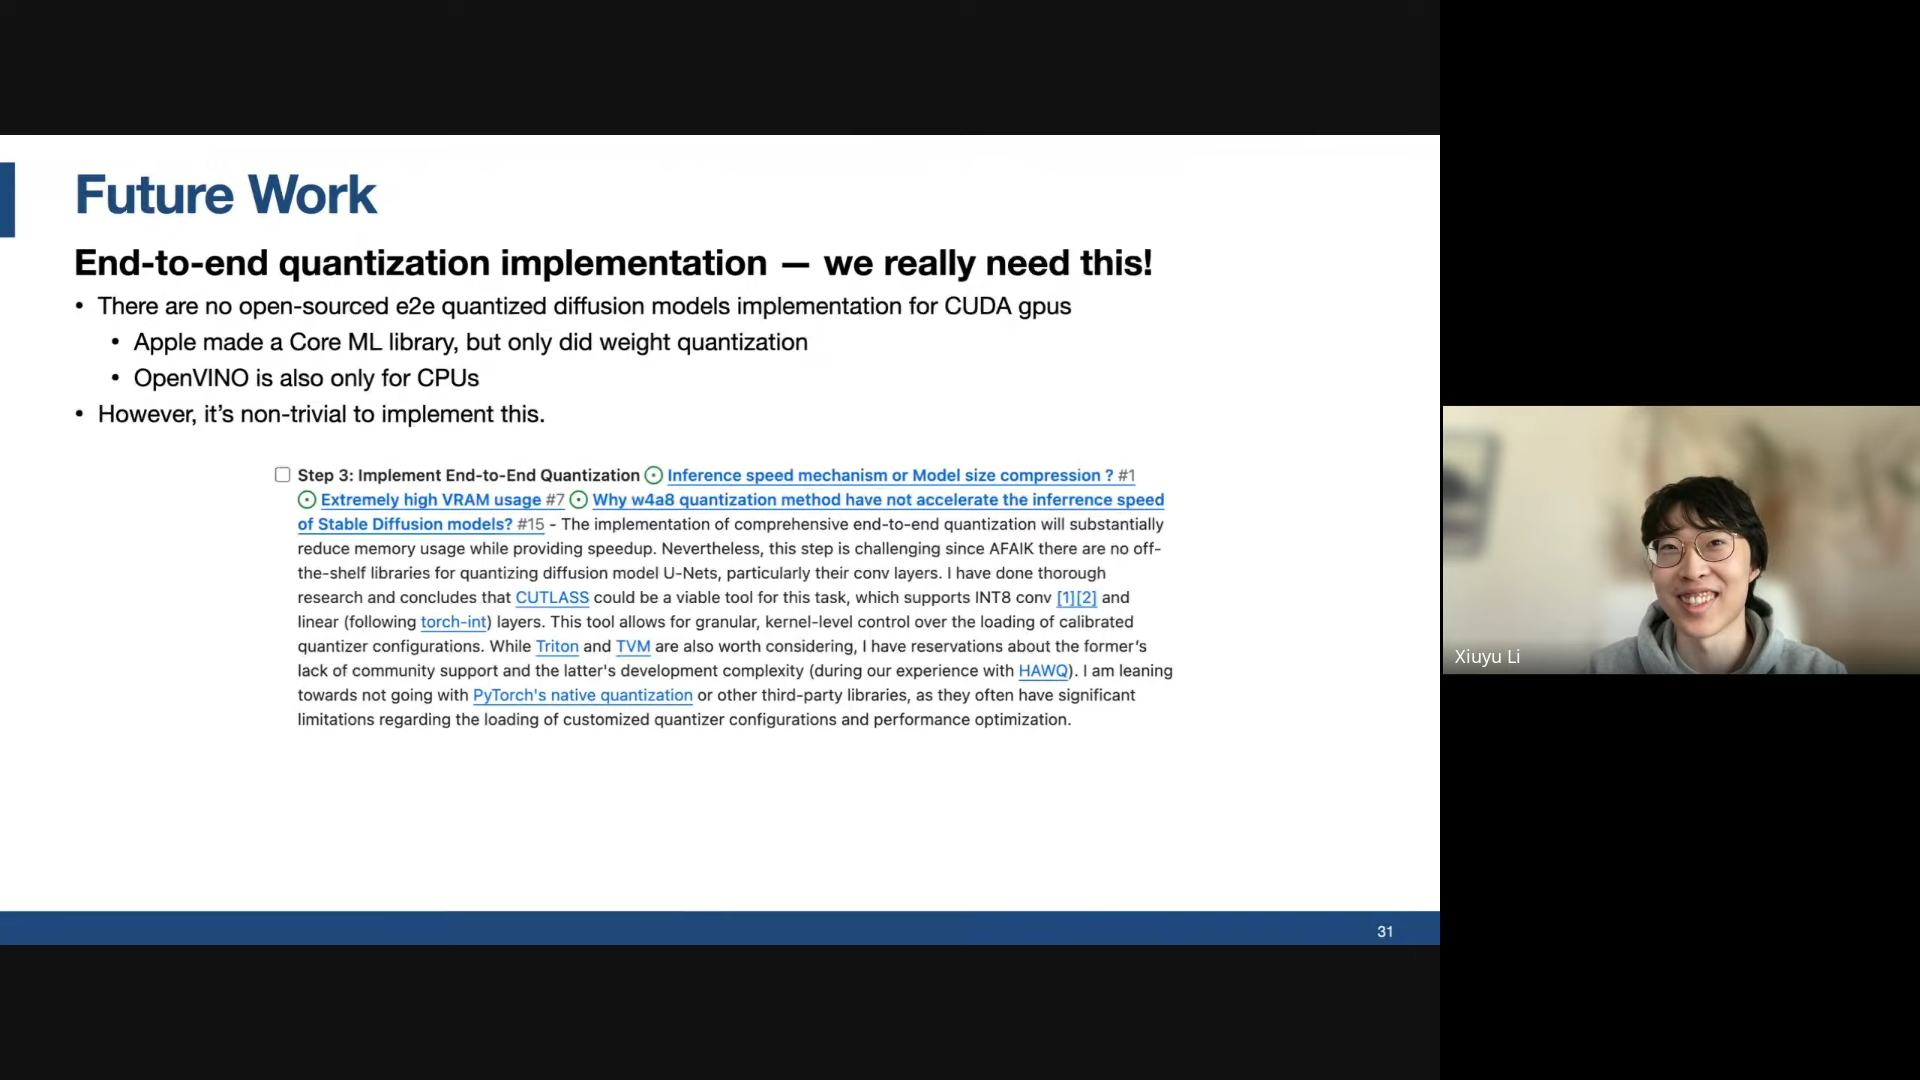 Future Work
End-to-end quantization implementation — we really need this!
• There are no open-sourced e2e quantized diffusion models implementation for CUDA gpus
• Apple made a Core ML library, but only did weight quantization
• OpenVINO is also only for CPUs
• However, it’s non-trivial to implement this.
Step 3: Implement End-to-End Quantization Inference speed mechanism or Model size compression ? #1
Extremely high VRAM usage #7 Why w4a8 quantization method have not accelerate the inferrence speed
of Stable Diffusion models? #15 - The implementation of comprehensive end-to-end quantization will substantially
reduce memory usage while providing speedup. Nevertheless, this step is challenging since AFAIK there are no off-
the-shelf libraries for quantizing diffusion model U-Nets, particularly their conv layers. I have done thorough
research and concludes that CUTLASS could be a viable tool for this task, which supports INT8 conv [1][2] and
linear (following torch-int) layers. This tool allows for granular, kernel-level control over the loading of calibrated
quantizer configurations. While Triton and TVM are also worth considering, I have reservations about the former’s
lack of community support and the latter's development complexity (during our experience with HAWQ). I am leaning
towards not going with PyTorch's native quantization or other third-party libraries, as they often have significant
limitations regarding the loading of customized quantizer configurations and performance optimization.
31
Xiuyu Li